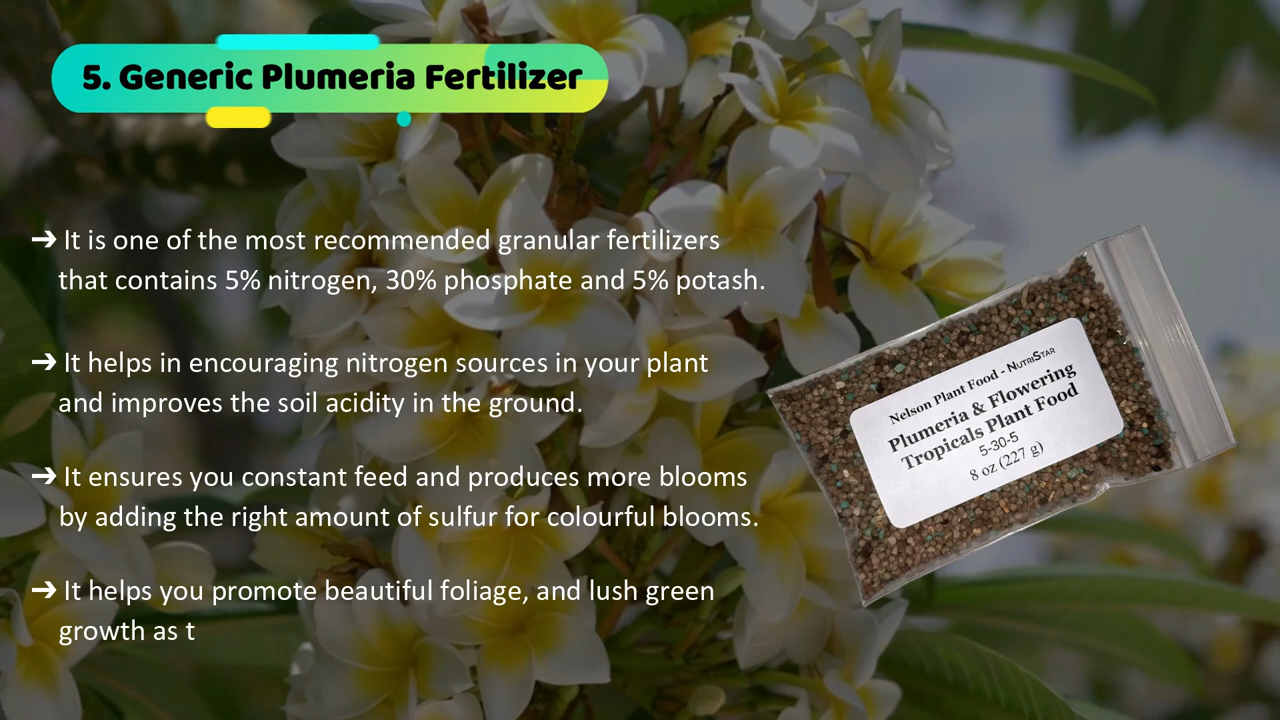 5. Generic Plumeria Fertilizer
➔ It is one of the most recommended granular fertilizers
that contains 5% nitrogen, 30% phosphate and 5% potash.
➔ It helps in encouraging nitrogen sources in your plant
and improves the soil acidity in the ground.
➔ It ensures you constant feed and produces more blooms
by adding the right amount of sulfur for colourful blooms.
➔ It helps you promote beautiful foliage, and lush green
growth as t
Nelson Plant Food - NutriStar
Plumeria & Flowering
Tropicals Plant Food
5-30-5
8 oz (227 g)